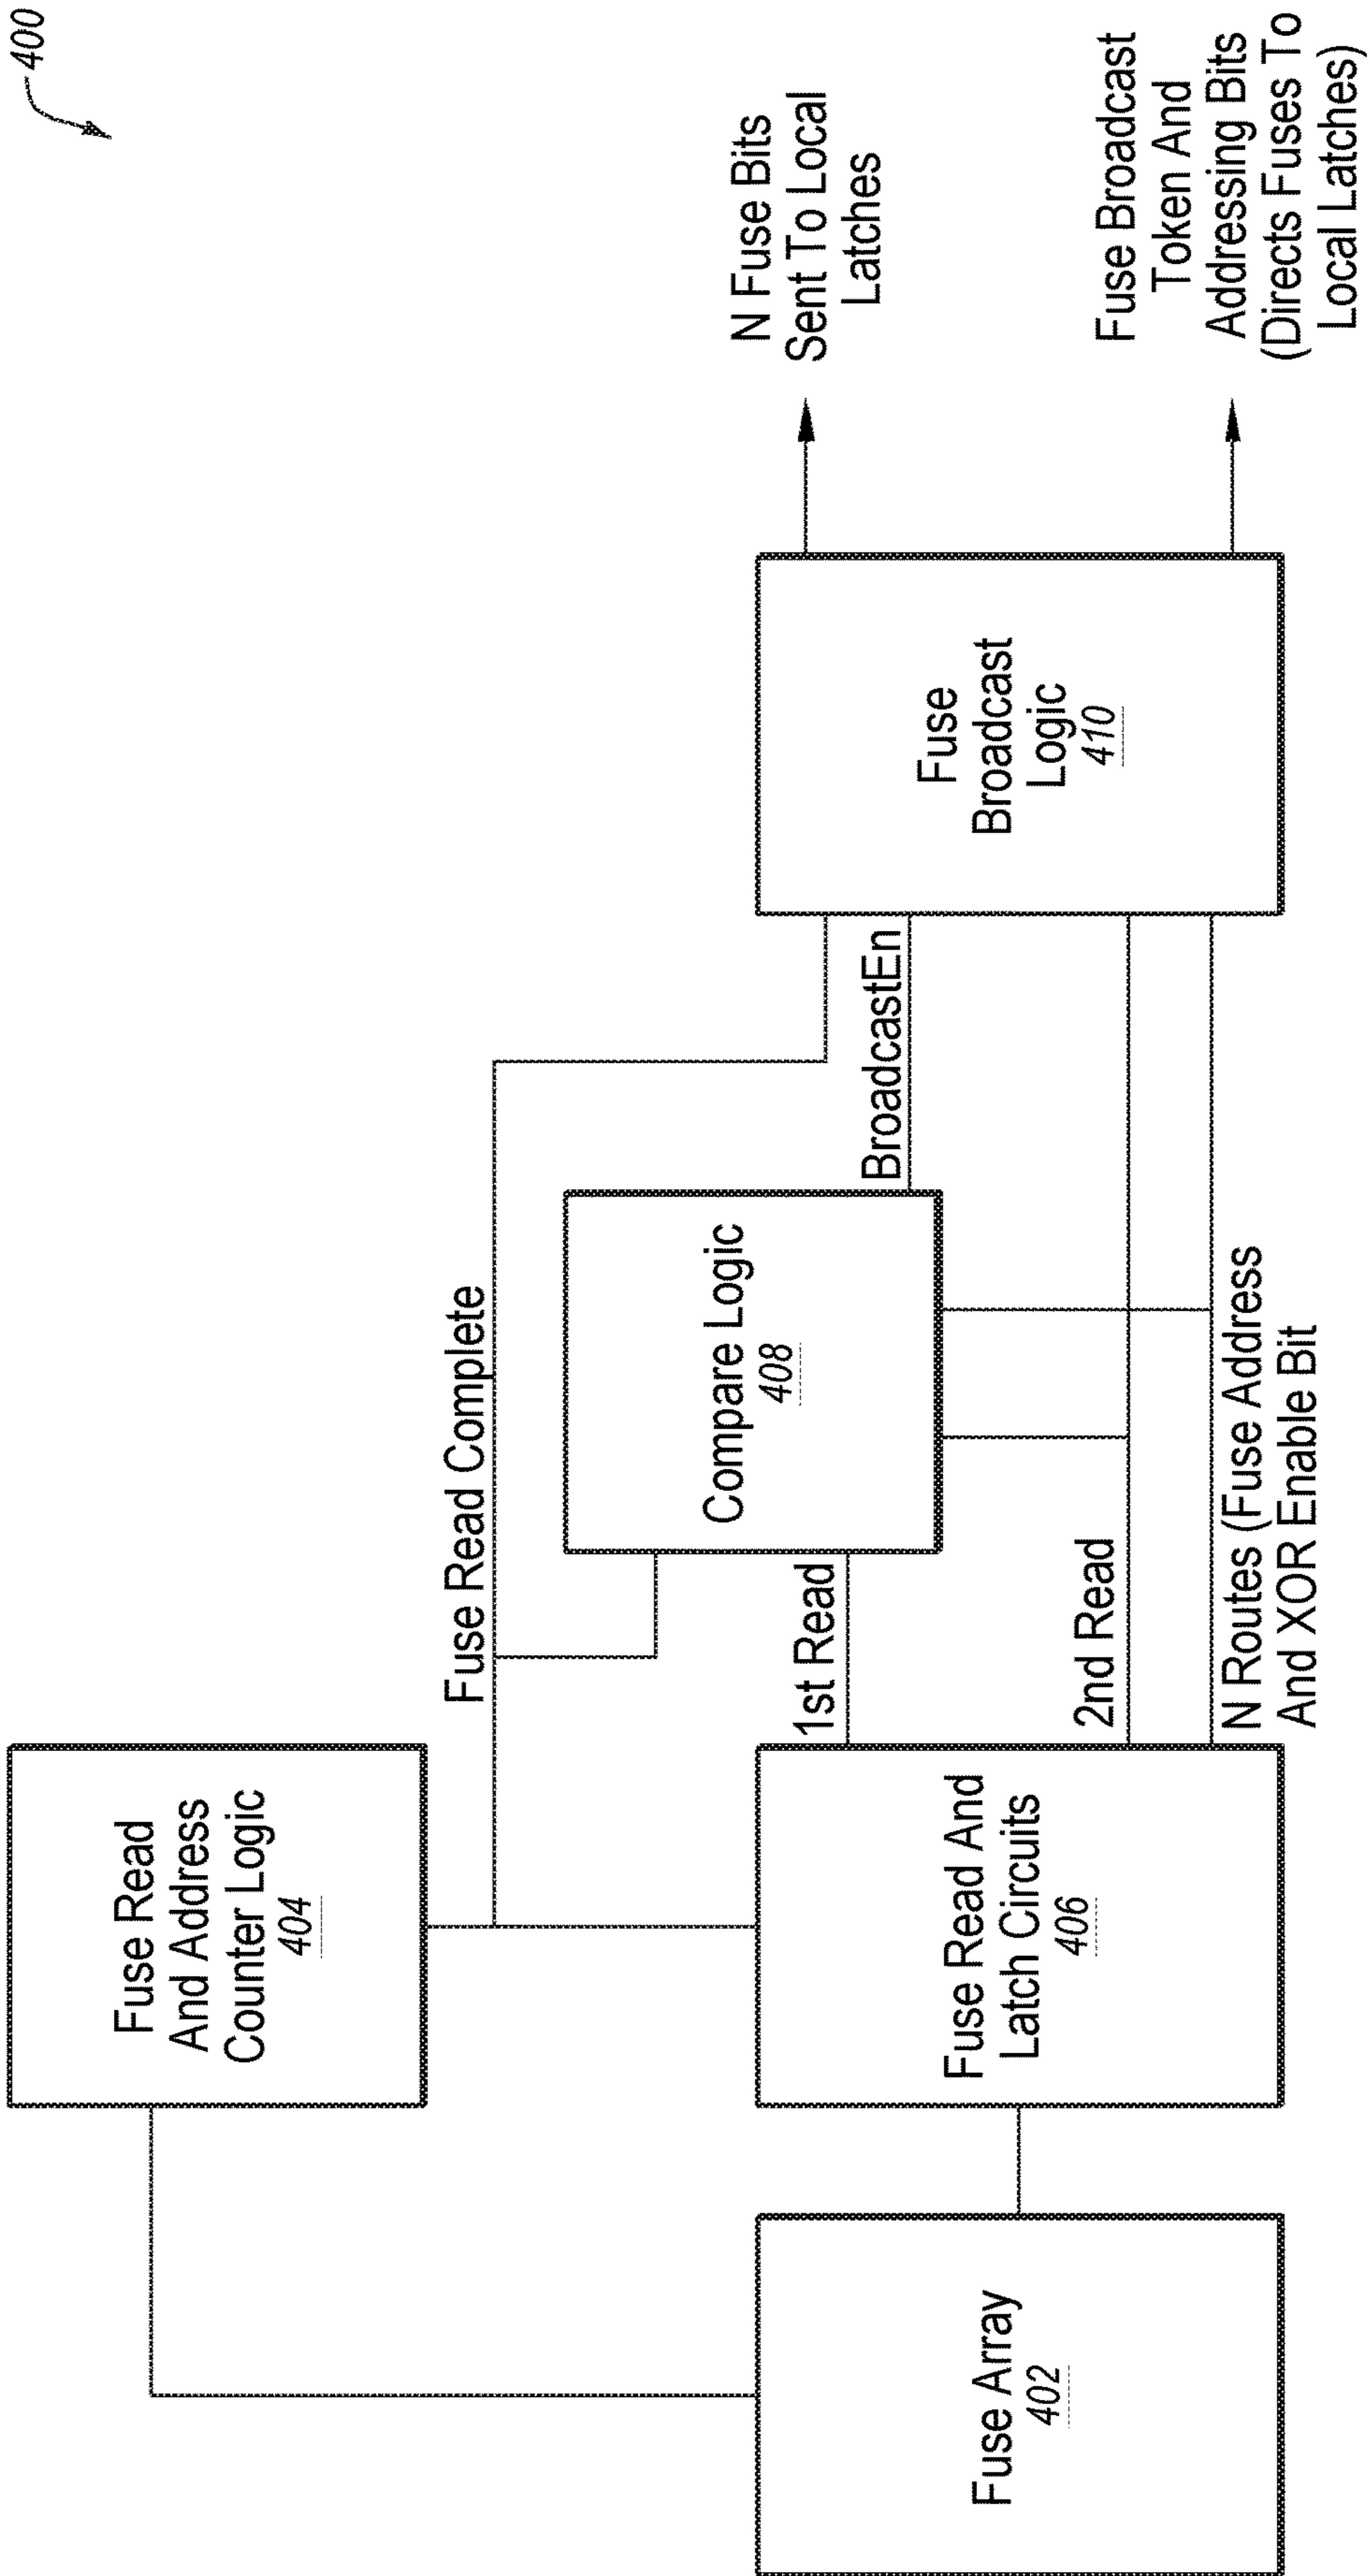 400
Fuse Read
And Address
Counter Logic
404
Fuse Read Complete
Compare Logic
408
N Fuse Bits
Sent To Local
Latches
Fuse Array
402
Fuse Read And
Latch Circuits
406
1st Read
2nd Read
BroadcastEn
Fuse
Broadcast
Logic
410
Fuse Broadcast
Token And
Addressing Bits
(Directs Fuses To
Local Latches)
N Routes (Fuse Address
And XOR Enable Bit